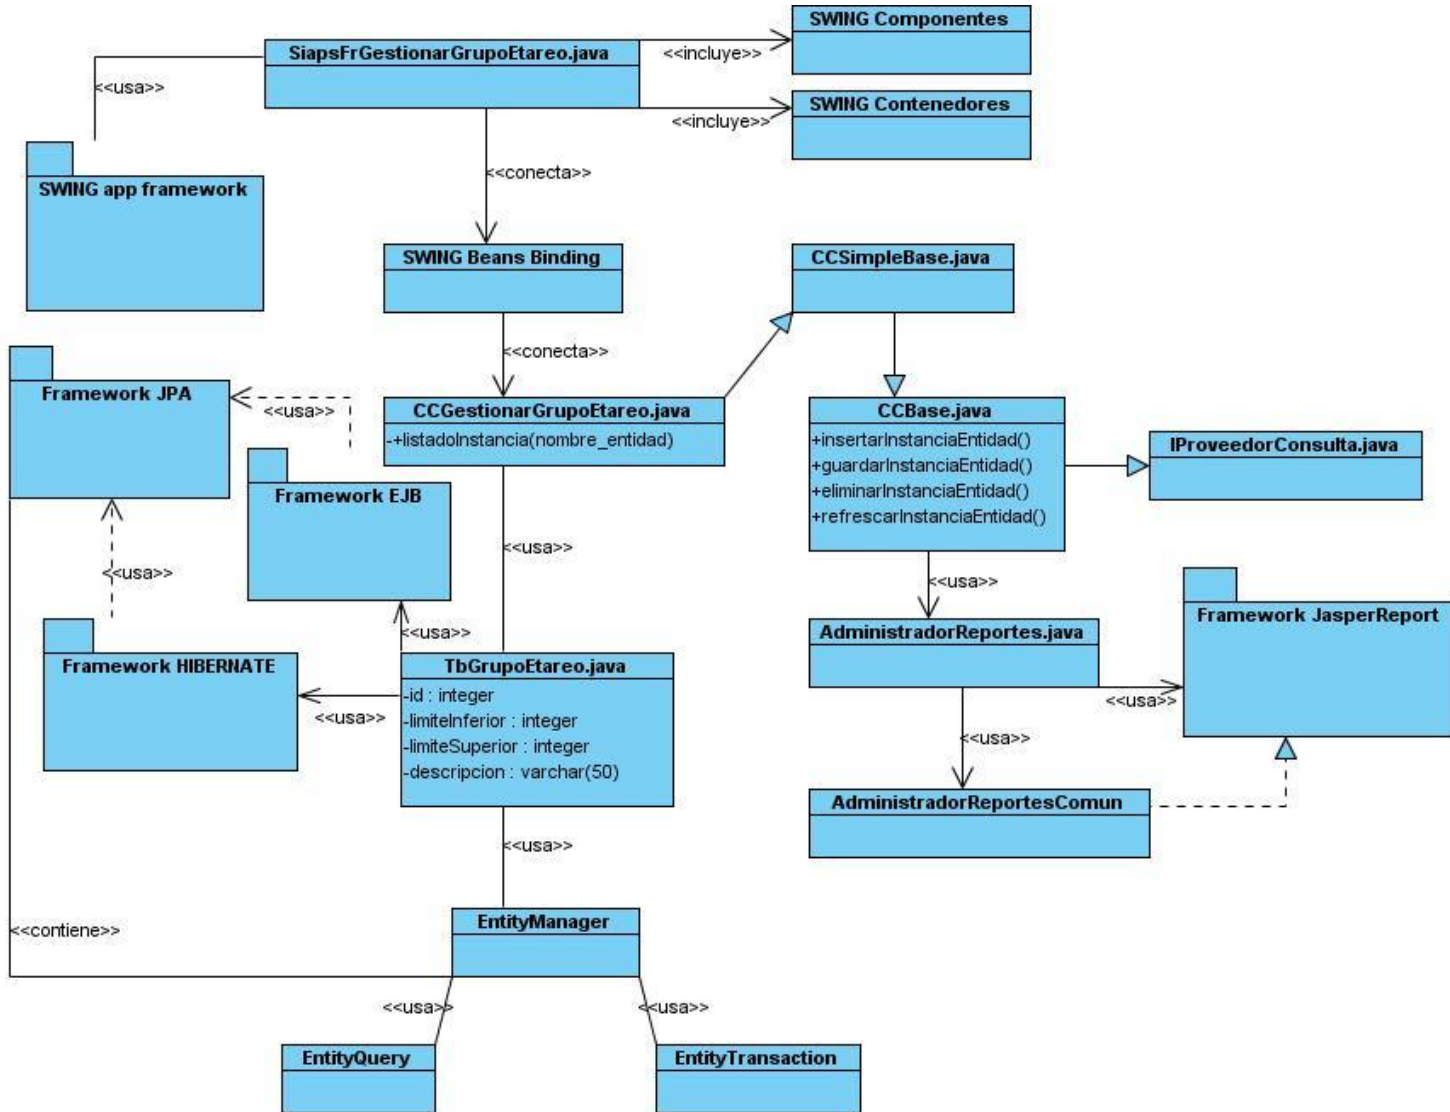 SWING Componentes
SiapsFrGestionarGrupoEtareo.java
<<incluye>>
<<usa>>
SWING Contenedores
<<incluye>>
<<conecta>>
SWING app framework
SWING Beans Binding
CCSimpleBase.java
<<conecta>>
Framework JPA
<<usa>>
CCGestionarGrupoEtareo.java
-+listadoInstancia(nombre_entidad)
CCBase.java
+insertarInstanciaEntidad()
+guardarInstanciaEntidad()
+eliminarInstanciaEntidad()
+refrescarInstanciaEntidad()
IProveedorConsulta.java
Framework EJB
<<usa>>
<<usa>>
<<usa>>
<<usa>>
Framework JasperReport
AdministradorReportes.java
Framework HIBERNATE
TbGrupoEtareo.java
-id : integer
-limiteInferior : integer
-limiteSuperior : integer
-descripcion : varchar(50)
<<usa>>
<<usa>>
<<usa>>
AdministradorReportesComun
<<usa>>
EntityManager
<<contiene>>
<<usa>>
<<usa>>
EntityQuery
EntityTransaction